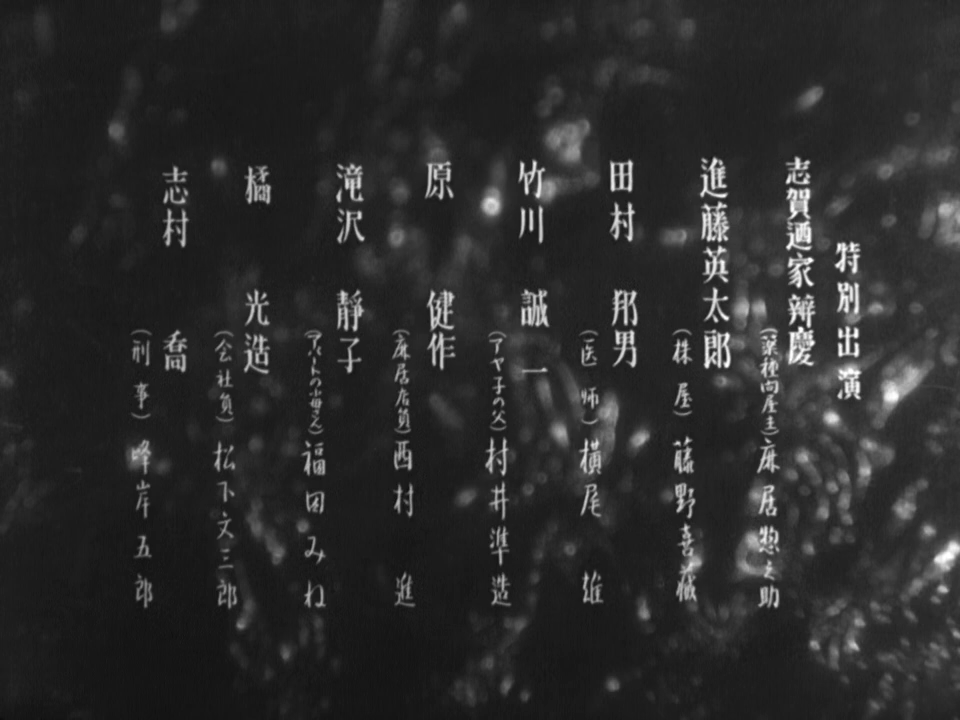 特別出演
志賀廼家辨慶
(薬種問屋主)麻居惣之助
進藤英太郎
(株屋)藤野喜蔵
田村邦男
(医師)横尾雄
竹川誠一
(アヤ子の父)村井準造
原健作
(麻居店員)西村進
滝沢静子
(アパートの小母さん)福田みね
橘光造
(会社員)松下文三郎
志村喬
(刑事)峰岸五郎